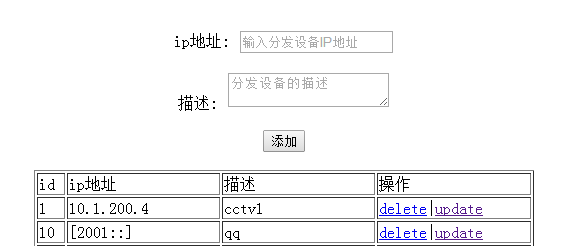 ip地址: 输入分发设备IP地址
描述: 分发设备的描述
添加
id ip地址 描述 操作
1 10.1.200.4 cctv1 delete|update
10 [2001::] qq delete|update